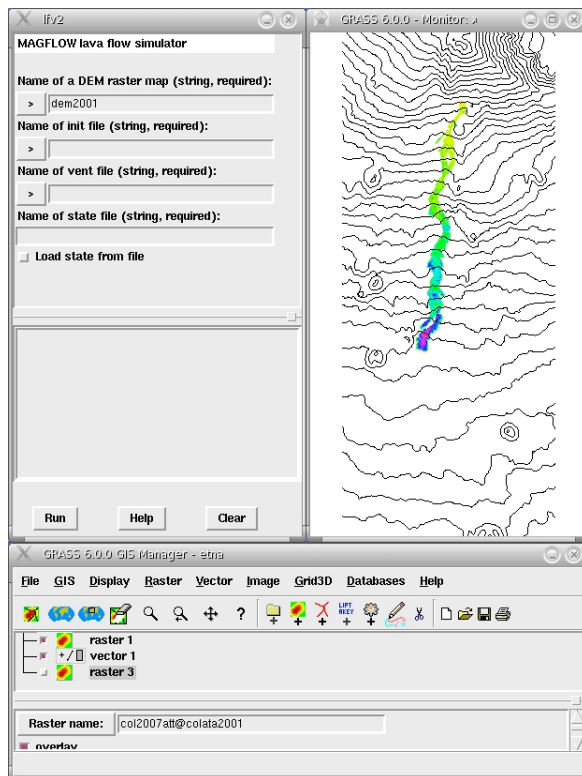 lfv2
MAGFLOW lava flow simulator
Name of a DEM raster map (string, required):
> dem2001
Name of init file (string, required):
>
Name of vent file (string, required):
>
Name of state file (string, required):
Load state from file
Run Help Clear
GRASS 6.0.0 - Monitor: x
GRASS 6.0.0 GIS Manager - etna
File GIS Display Raster Vector Image Grid3D Databases Help
raster 1
vector 1
raster 3
Raster name: col2007att@colata2001
overlay